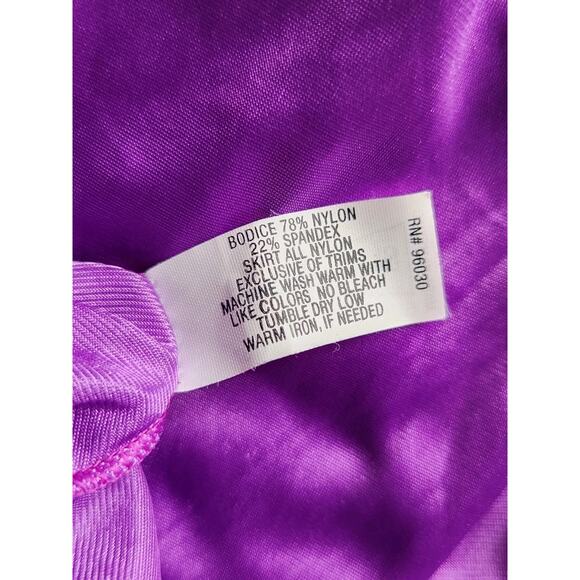 BODICE 78% NYLON
22% SPANDEX
SKIRT ALL NYLON
EXCLUSIVE OF TRIMS
MACHINE WASH WARM WITH
LIKE COLORS, NO BLEACH
TUMBLE DRY LOW
WARM IRON, IF NEEDED
RN# 96030